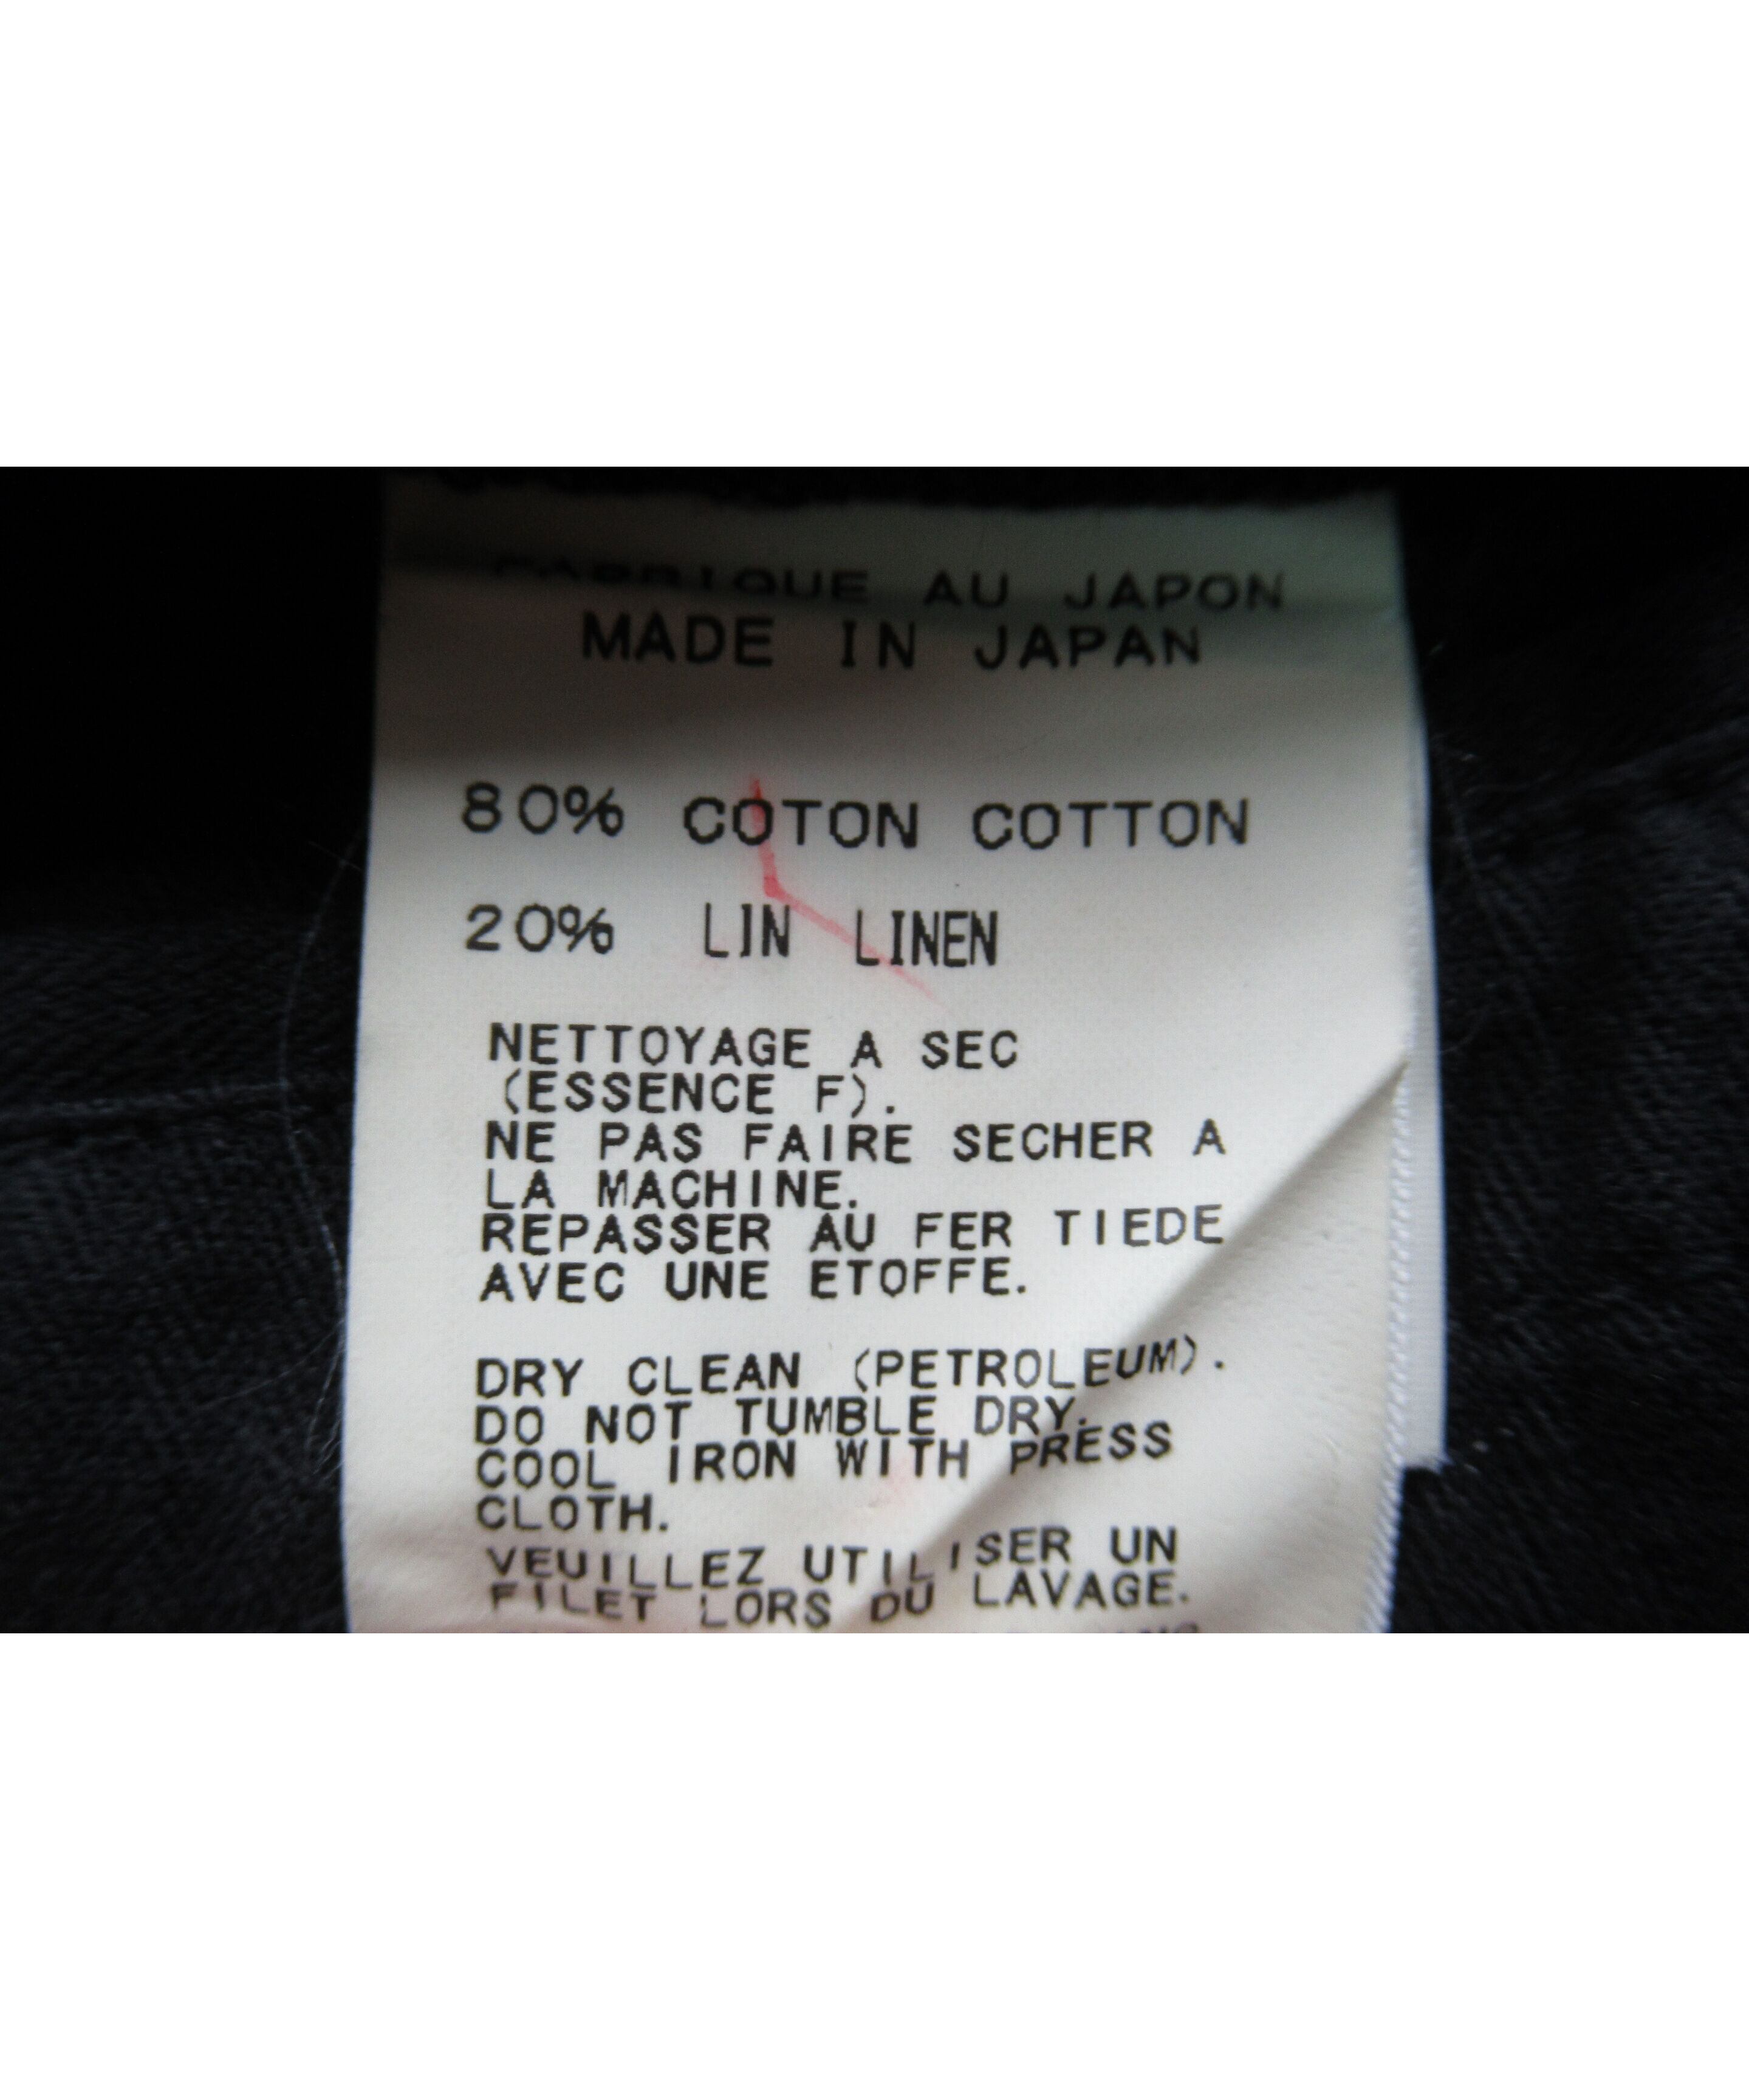 FABRIQUE AU JAPON
MADE IN JAPAN
80% COTON COTTON
20% LIN LINEN
NETTOYAGE A SEC
(ESSENCE F).
NE PAS FAIRE SECHER A
LA MACHINE.
REPASSER AU FER TIEDE
AVEC UNE ETOFFE.
DRY CLEAN (PETROLEUM).
DO NOT TUMBLE DRY.
COOL IRON WITH PRESS
CLOTH.
VEUILLEZ UTILISER UN
FILET LORS DU LAVAGE.